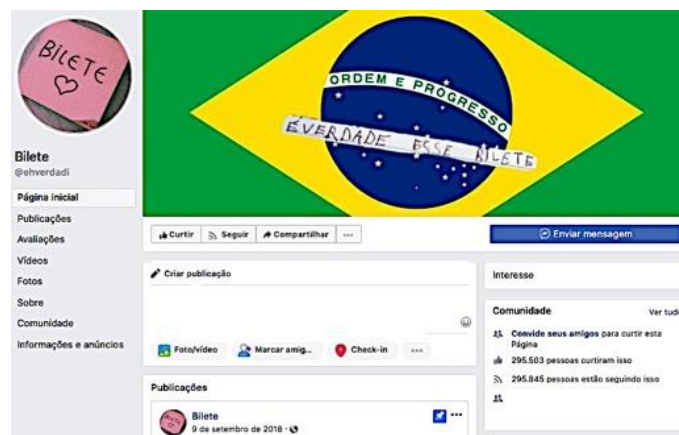 BILETE
ORDEM E PROGRESSO
ÉVERDADE ESSE BILETE
Bilete
@ehverdadi
Página inicial
Publicações
Avaliações
Vídeos
Fotos
Sobre
Comunidade
Informações e anúncios
Curtir
Seguir
Compartilhar
...
Enviar mensagem
Criar publicação
Foto/vídeo
Marcar amig...
Check-in
...
Publicações
BILETE
Bilete
9 de setembro de 2018 ·
...
Interesse
Comunidade
Ver tudo
Convide seus amigos para curtir esta
Página
295.503 pessoas curtiram isso
295.845 pessoas estão seguindo isso